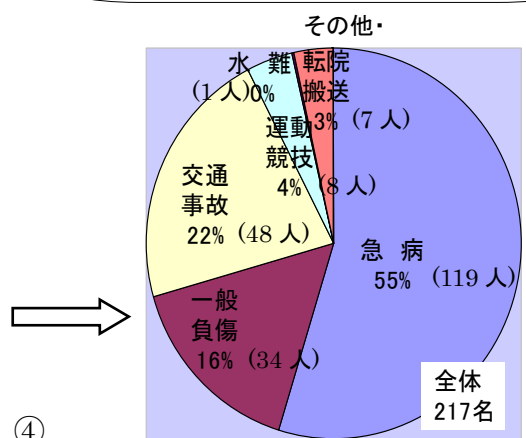 その他・
転院
搬送
3% (7 人)
水 難
(1 人)0%
運動
競技
4% (8 人)
交通
事故
22% (48 人)
急 病
55% (119 人)
一般
負傷
16% (34 人)
全体
217名
④